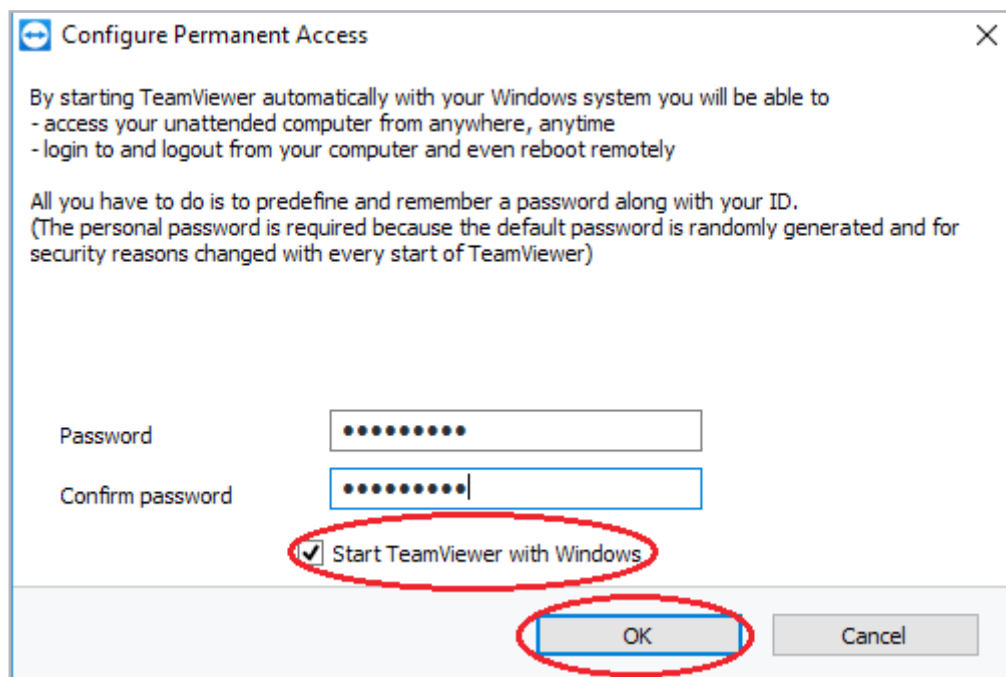 Configure Permanent Access
By starting TeamViewer automatically with your Windows system you will be able to
- access your unattended computer from anywhere, anytime
- login to and logout from your computer and even reboot remotely
All you have to do is to predefine and remember a password along with your ID.
(The personal password is required because the default password is randomly generated and for
security reasons changed with every start of TeamViewer)
Password
•••••••••
Confirm password
•••••••••
Start TeamViewer with Windows
OK
Cancel